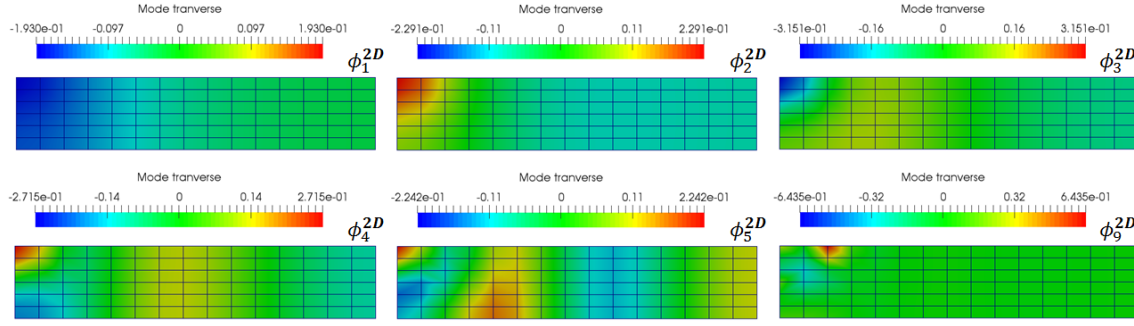 Mode tranverse
-1.930e-01 -0.097 0 0.097 1.930e-01
ϕ₁²ᴰ
Mode tranverse
-2.291e-01 -0.11 0 0.11 2.291e-01
ϕ₂²ᴰ
Mode tranverse
-3.151e-01 -0.16 0 0.16 3.151e-01
ϕ₃²ᴰ
Mode tranverse
-2.715e-01 -0.14 0 0.14 2.715e-01
ϕ₄²ᴰ
Mode tranverse
-2.242e-01 -0.11 0 0.11 2.242e-01
ϕ₅²ᴰ
Mode tranverse
-6.435e-01 -0.32 0 0.32 6.435e-01
ϕ₉²ᴰ